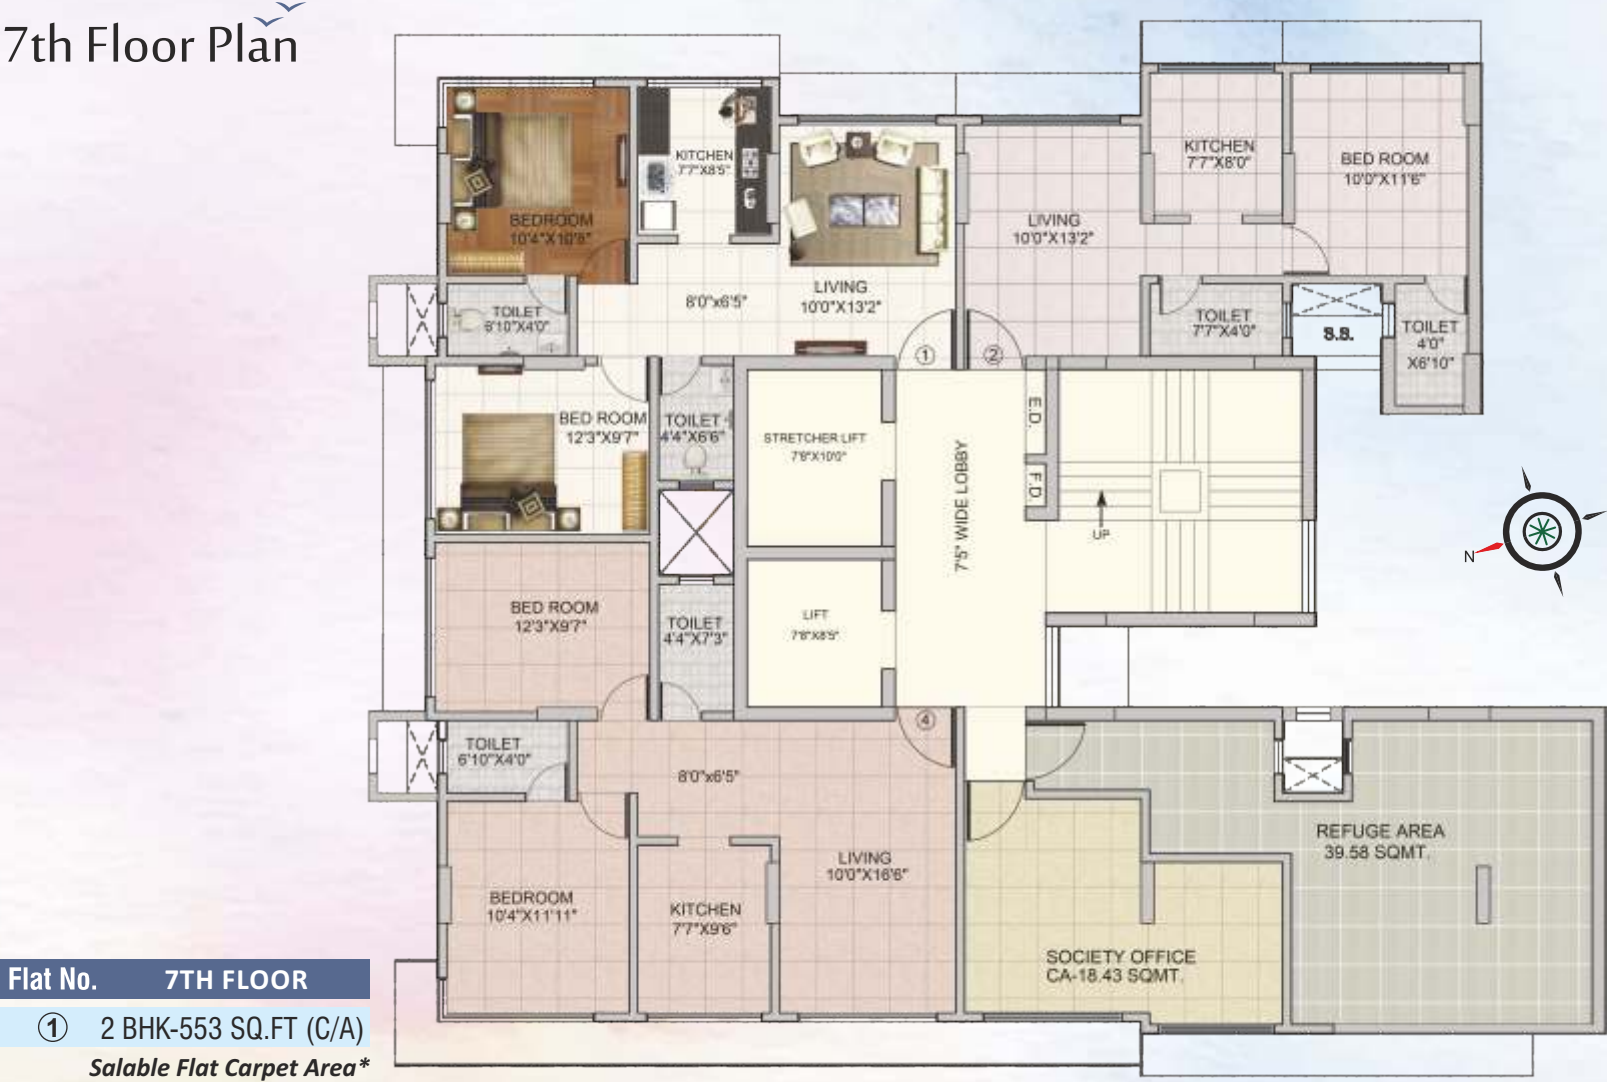 7th Floor Plan
KITCHEN
7'7"X8'5"
BEDROOM
10'4"X10'8"
KITCHEN
7'7"X8'0"
BED ROOM
10'0"X11'6"
LIVING
10'0"X13'2"
LIVING
10'0"X13'2"
8'0"x6'5"
TOILET
6'10"X4'0"
TOILET
7'7"X4'0"
S.S.
TOILET
4'0"
X6'10"
1
2
BED ROOM
12'3"X9'7"
TOILET
4'4"X6'6"
STRETCHER LIFT
7'8"X10'0"
E.D.
F.D.
7'5" WIDE LOBBY
UP
N
BED ROOM
12'3"X9'7"
TOILET
4'4"X7'3"
LIFT
7'8"X8'5"
4
TOILET
6'10"X4'0"
8'0"x6'5"
LIVING
10'0"X16'6"
BEDROOM
10'4"X11'11"
KITCHEN
7'7"X9'6"
REFUGE AREA
39.58 SQMT.
SOCIETY OFFICE
CA-18.43 SQMT.
Flat No. 7TH FLOOR
1 2 BHK-553 SQ.FT (C/A)
Salable Flat Carpet Area*